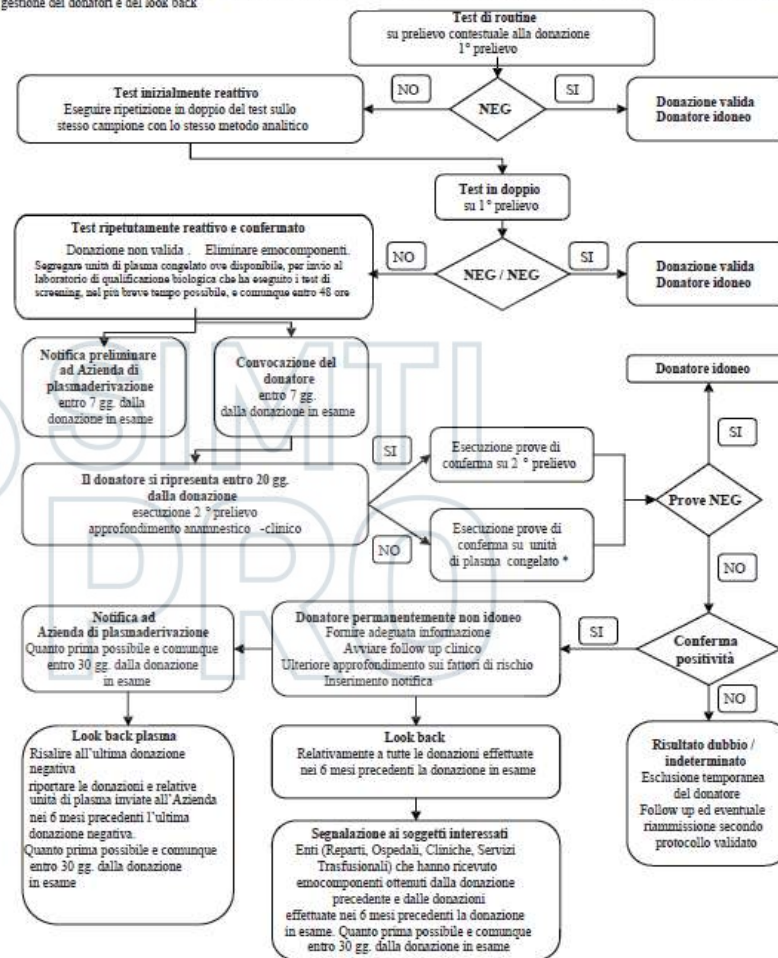 gestione dei donatori e del look back
Test di routine
su prelievo contestuale alla donazione
1° prelievo
Test inizialmente reattivo
Eseguire ripetizione in doppio del test sullo
stesso campione con lo stesso metodo analitico
NO
NEG
SI
Donazione valida
Donatore idoneo
Test in doppio
su 1° prelievo
Test ripetutamente reattivo e confermato
Donazione non valida . Eliminare emocomponenti.
Segregare unità di plasma congelato ove disponibile, per invio al
laboratorio di qualificazione biologica che ha eseguito i test di
screening, nel più breve tempo possibile, e comunque entro 48 ore
NO
NEG / NEG
SI
Donazione valida
Donatore idoneo
Notifica preliminare
ad Azienda di
plasmaderivazione
entro 7 gg. dalla
donazione in esame
Convocazione del
donatore
entro 7 gg.
dalla donazione in esame
Donatore idoneo
SI
Il donatore si ripresenta entro 20 gg.
dalla donazione
esecuzione 2 ° prelievo
approfondimento anamnestico -clinico
SI
Esecuzione prove di
conferma su 2 ° prelievo
NO
Esecuzione prove di
conferma su unità
di plasma congelato *
Prove NEG
NO
Notifica ad
Azienda di plasmaderivazione
Quanto prima possibile e comunque
entro 30 gg. dalla donazione
in esame
Donatore permanentemente non idoneo
Fornire adeguata informazione
Avviare follow up clinico
Ulteriore approfondimento sui fattori di rischio
Inserimento notifica
SI
Conferma
positività
NO
Look back plasma
Risalire all'ultima donazione
negativa
riportare le donazioni e relative
unità di plasma inviate all'Azienda
nei 6 mesi precedenti l'ultima
donazione negativa.
Quanto prima possibile e comunque
entro 30 gg. dalla donazione
in esame
Look back
Relativamente a tutte le donazioni effettuate
nei 6 mesi precedenti la donazione in esame
Risultato dubbio /
indeterminato
Esclusione temporanea
del donatore
Follow up ed eventuale
riammissione secondo
protocollo validato
Segnalazione ai soggetti interessati
Enti (Reparti, Ospedali, Cliniche, Servizi
Trasfusionali) che hanno ricevuto
emocomponenti ottenuti dalla donazione
precedente e dalle donazioni
effettuate nei 6 mesi precedenti la donazione
in esame. Quanto prima possibile e comunque
entro 30 gg. dalla donazione in esame
SIMTI
PRO